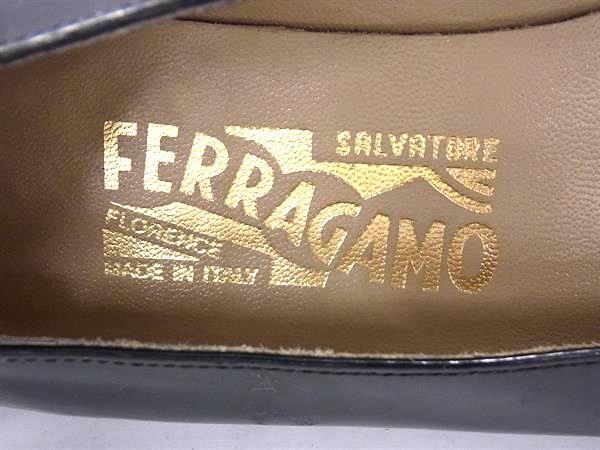 SALVATORE
FERRAGAMO
FLORENCE
MADE IN ITALY